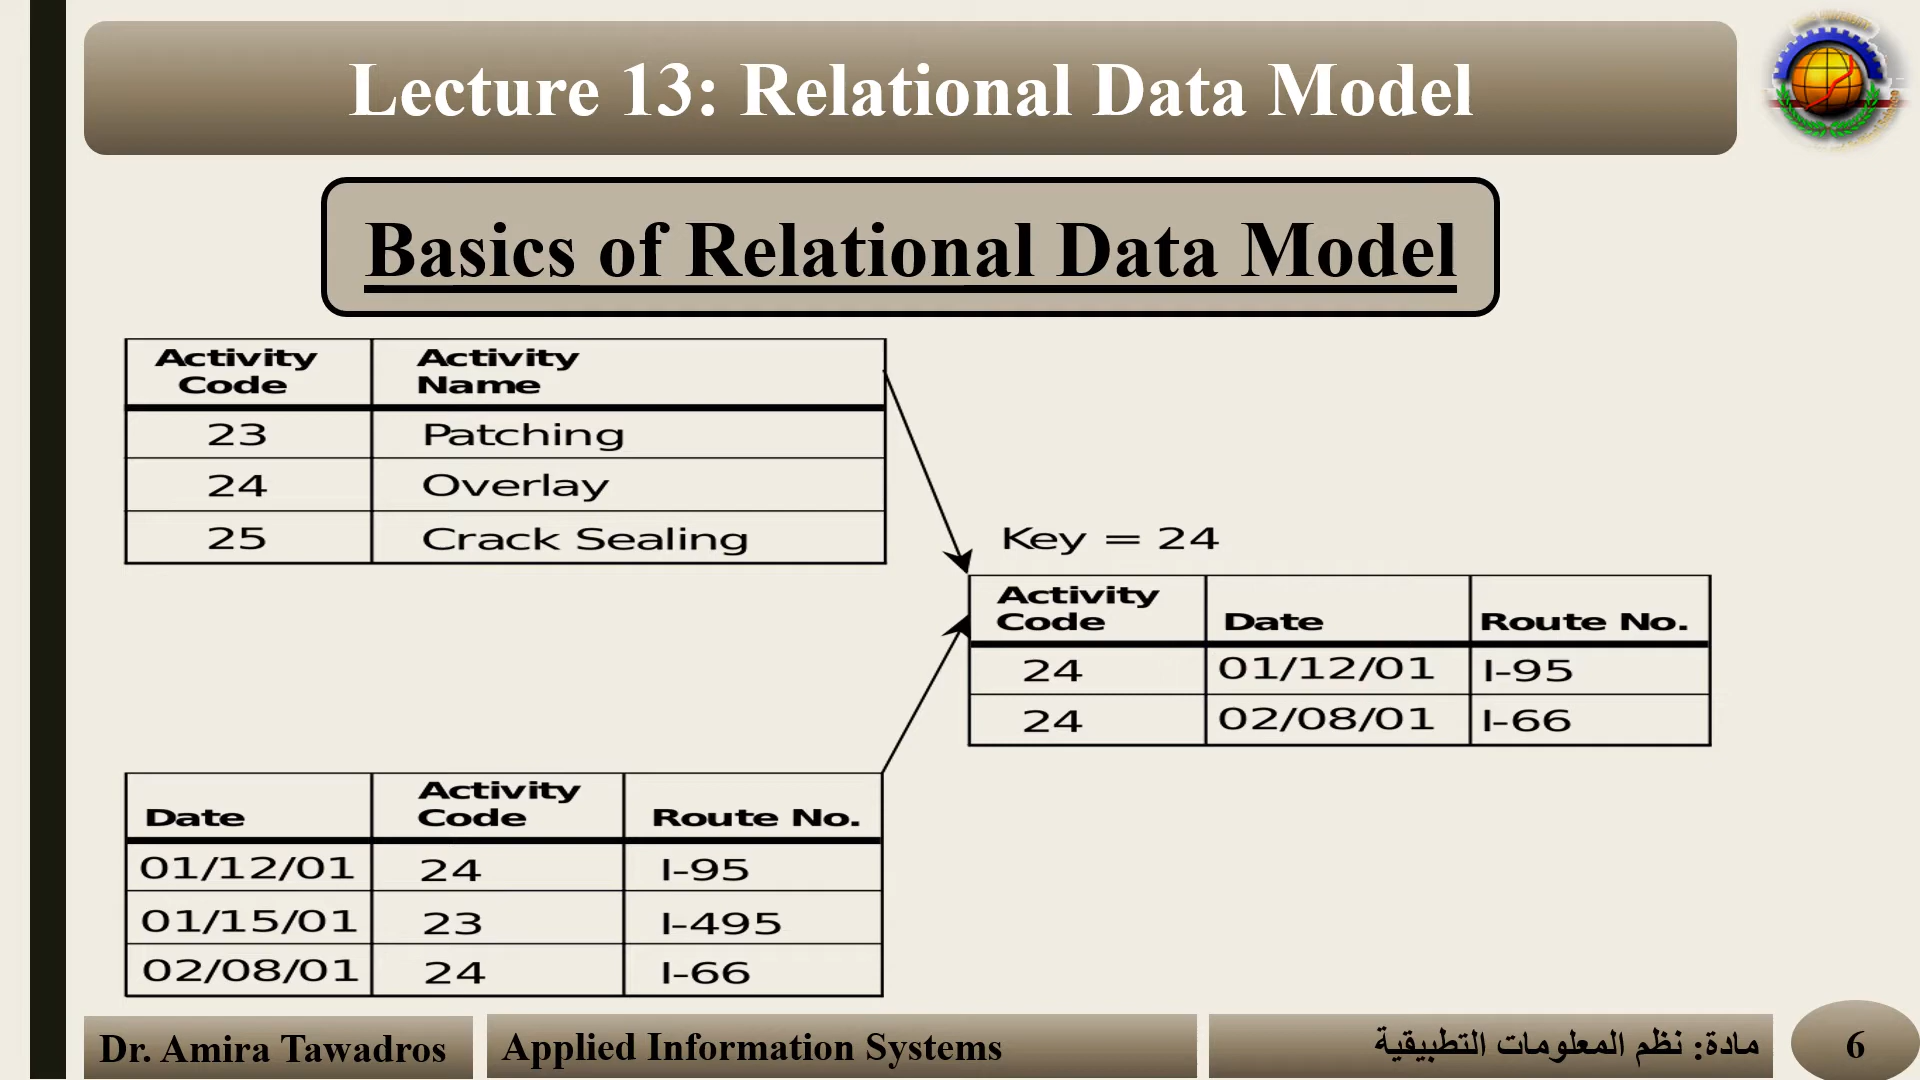 Lecture 13: Relational Data Model
Basics of Relational Data Model
Activity Code Activity Name
23 Patching
24 Overlay
25 Crack Sealing
Key = 24
Activity Code Date Route No.
24 01/12/01 I-95
24 02/08/01 I-66
Date Activity Code Route No.
01/12/01 24 I-95
01/15/01 23 I-495
02/08/01 24 I-66
Dr. Amira Tawadros
Applied Information Systems
مادة: نظم المعلومات التطبيقية
6